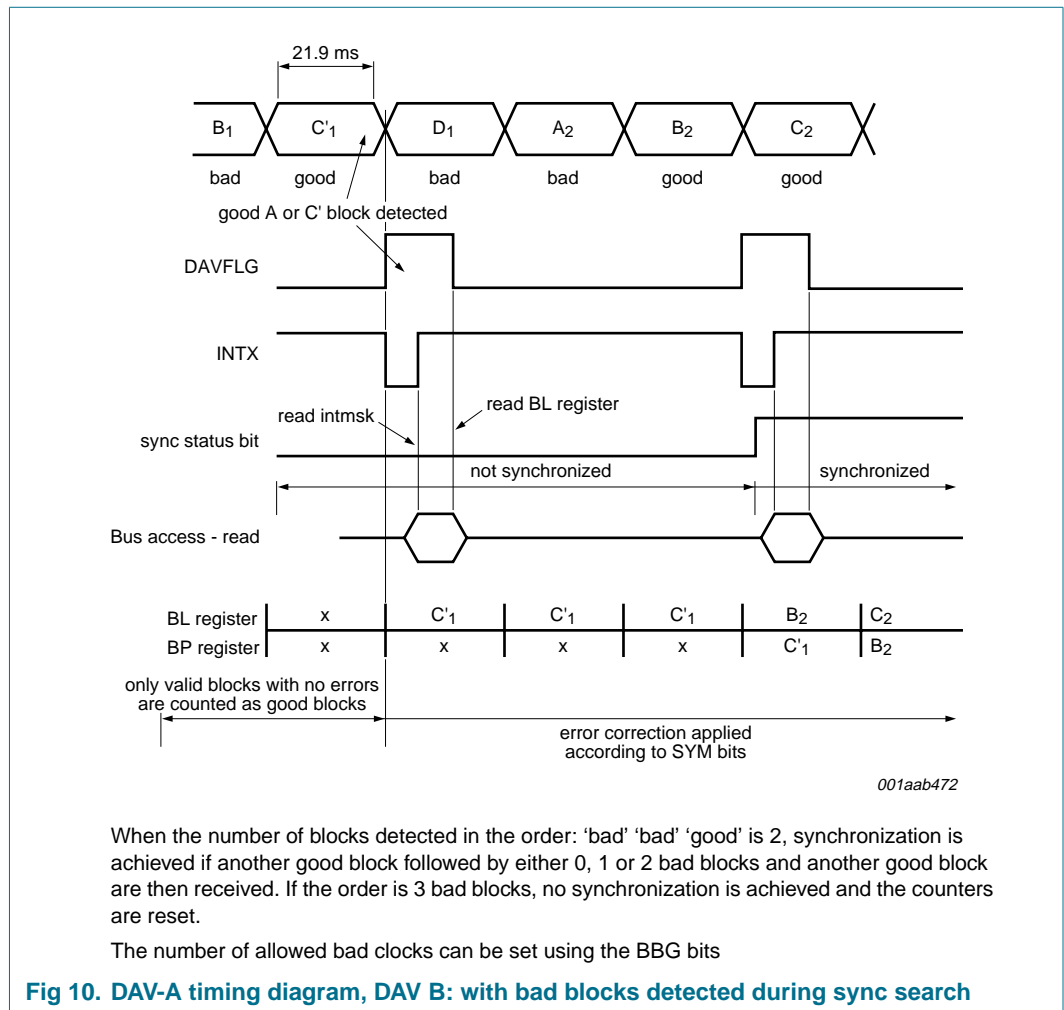 21.9 ms
B1 C'1 D1 A2 B2 C2
bad good bad bad good good
good A or C' block detected
DAVFLG
INTX
read intmsk
read BL register
sync status bit
not synchronized
synchronized
Bus access - read
BL register x C'1 C'1 C'1 B2 C2
BP register x x x x C'1 B2
only valid blocks with no errors
are counted as good blocks
error correction applied
according to SYM bits
001aab472
When the number of blocks detected in the order: ‘bad’ ‘bad’ ‘good’ is 2, synchronization is
achieved if another good block followed by either 0, 1 or 2 bad blocks and another good block
are then received. If the order is 3 bad blocks, no synchronization is achieved and the counters
are reset.
The number of allowed bad clocks can be set using the BBG bits
Fig 10. DAV-A timing diagram, DAV B: with bad blocks detected during sync search